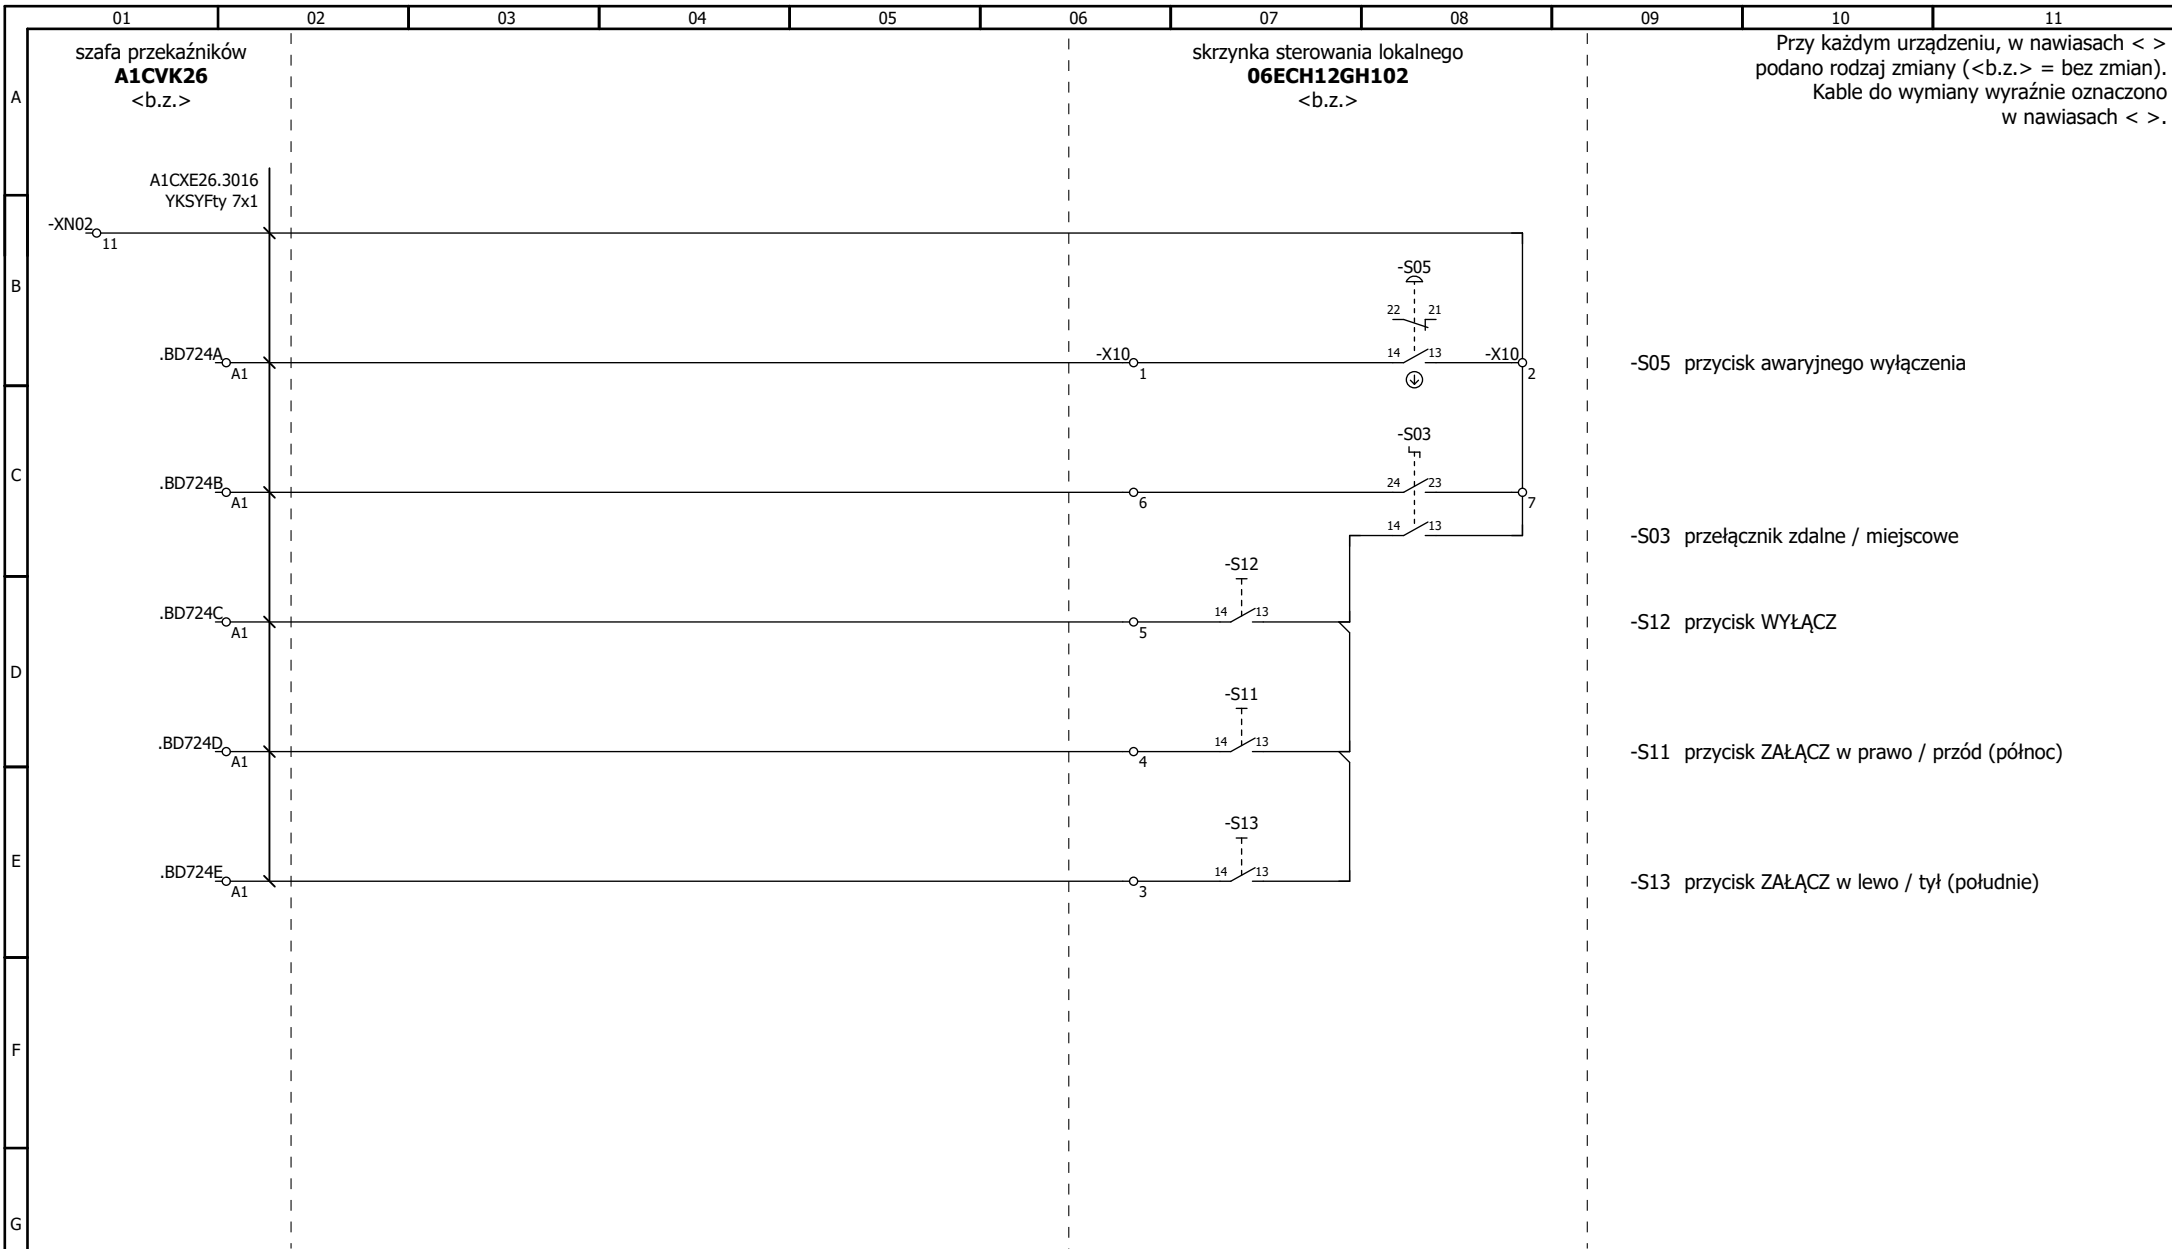 01 02 03 04 05 06 07 08 09 10 11
szafa przekaźników
A1CVK26
<b.z.>
skrzynka sterowania lokalnego
06ECH12GH102
<b.z.>
Przy każdym urządzeniu, w nawiasach < >
podano rodzaj zmiany (<b.z.> = bez zmian).
Kable do wymiany wyraźnie oznaczono
w nawiasach < >.
A
A1CXE26.3016
YKSYFty 7x1
-XN02
11
B
-S05
22 21
.BD724A -X10 14 13 -X10
A1 1 2
-S05 przycisk awaryjnego wyłączenia
-S03
C
.BD724B 24 23
A1 6 7
14 13
-S03 przełącznik zdalne / miejscowe
-S12
.BD724C 14 13
A1 5
-S12 przycisk WYŁĄCZ
D
-S11
.BD724D 14 13
A1 4
-S11 przycisk ZAŁĄCZ w prawo / przód (północ)
-S13
E
.BD724E 14 13
A1 3
-S13 przycisk ZAŁĄCZ w lewo / tył (południe)
F
G